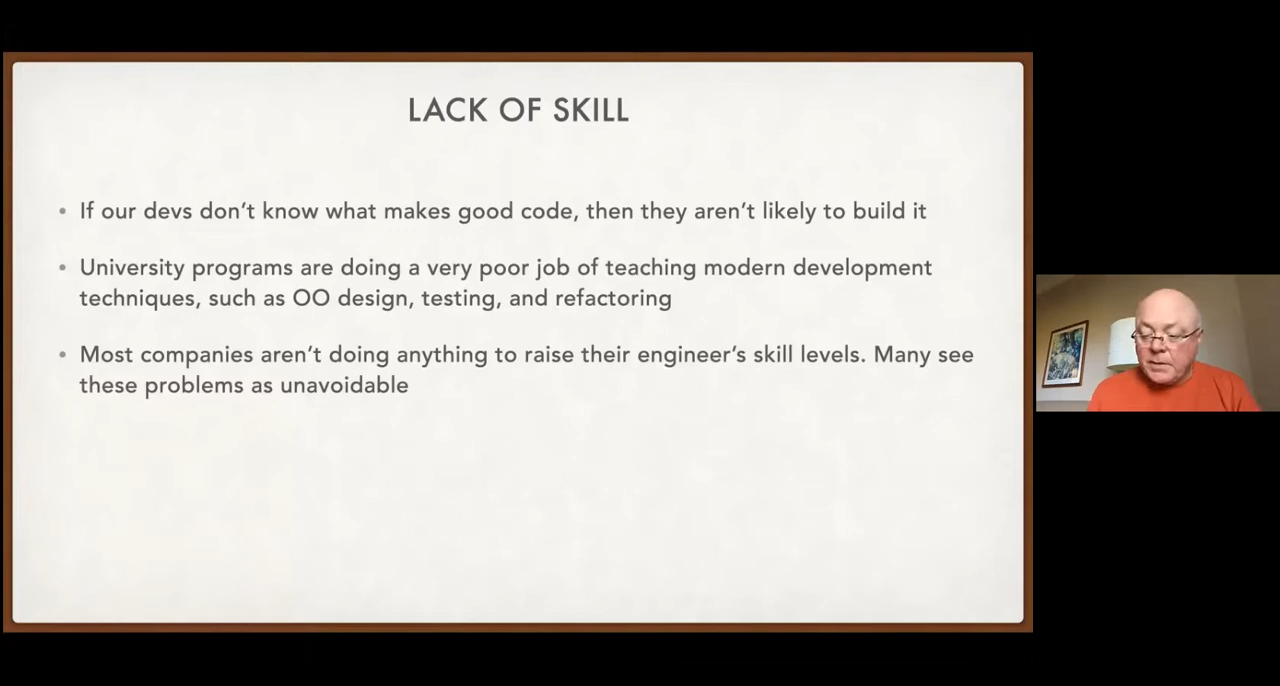 LACK OF SKILL
• If our devs don’t know what makes good code, then they aren’t likely to build it
• University programs are doing a very poor job of teaching modern development
techniques, such as OO design, testing, and refactoring
• Most companies aren’t doing anything to raise their engineer’s skill levels. Many see
these problems as unavoidable